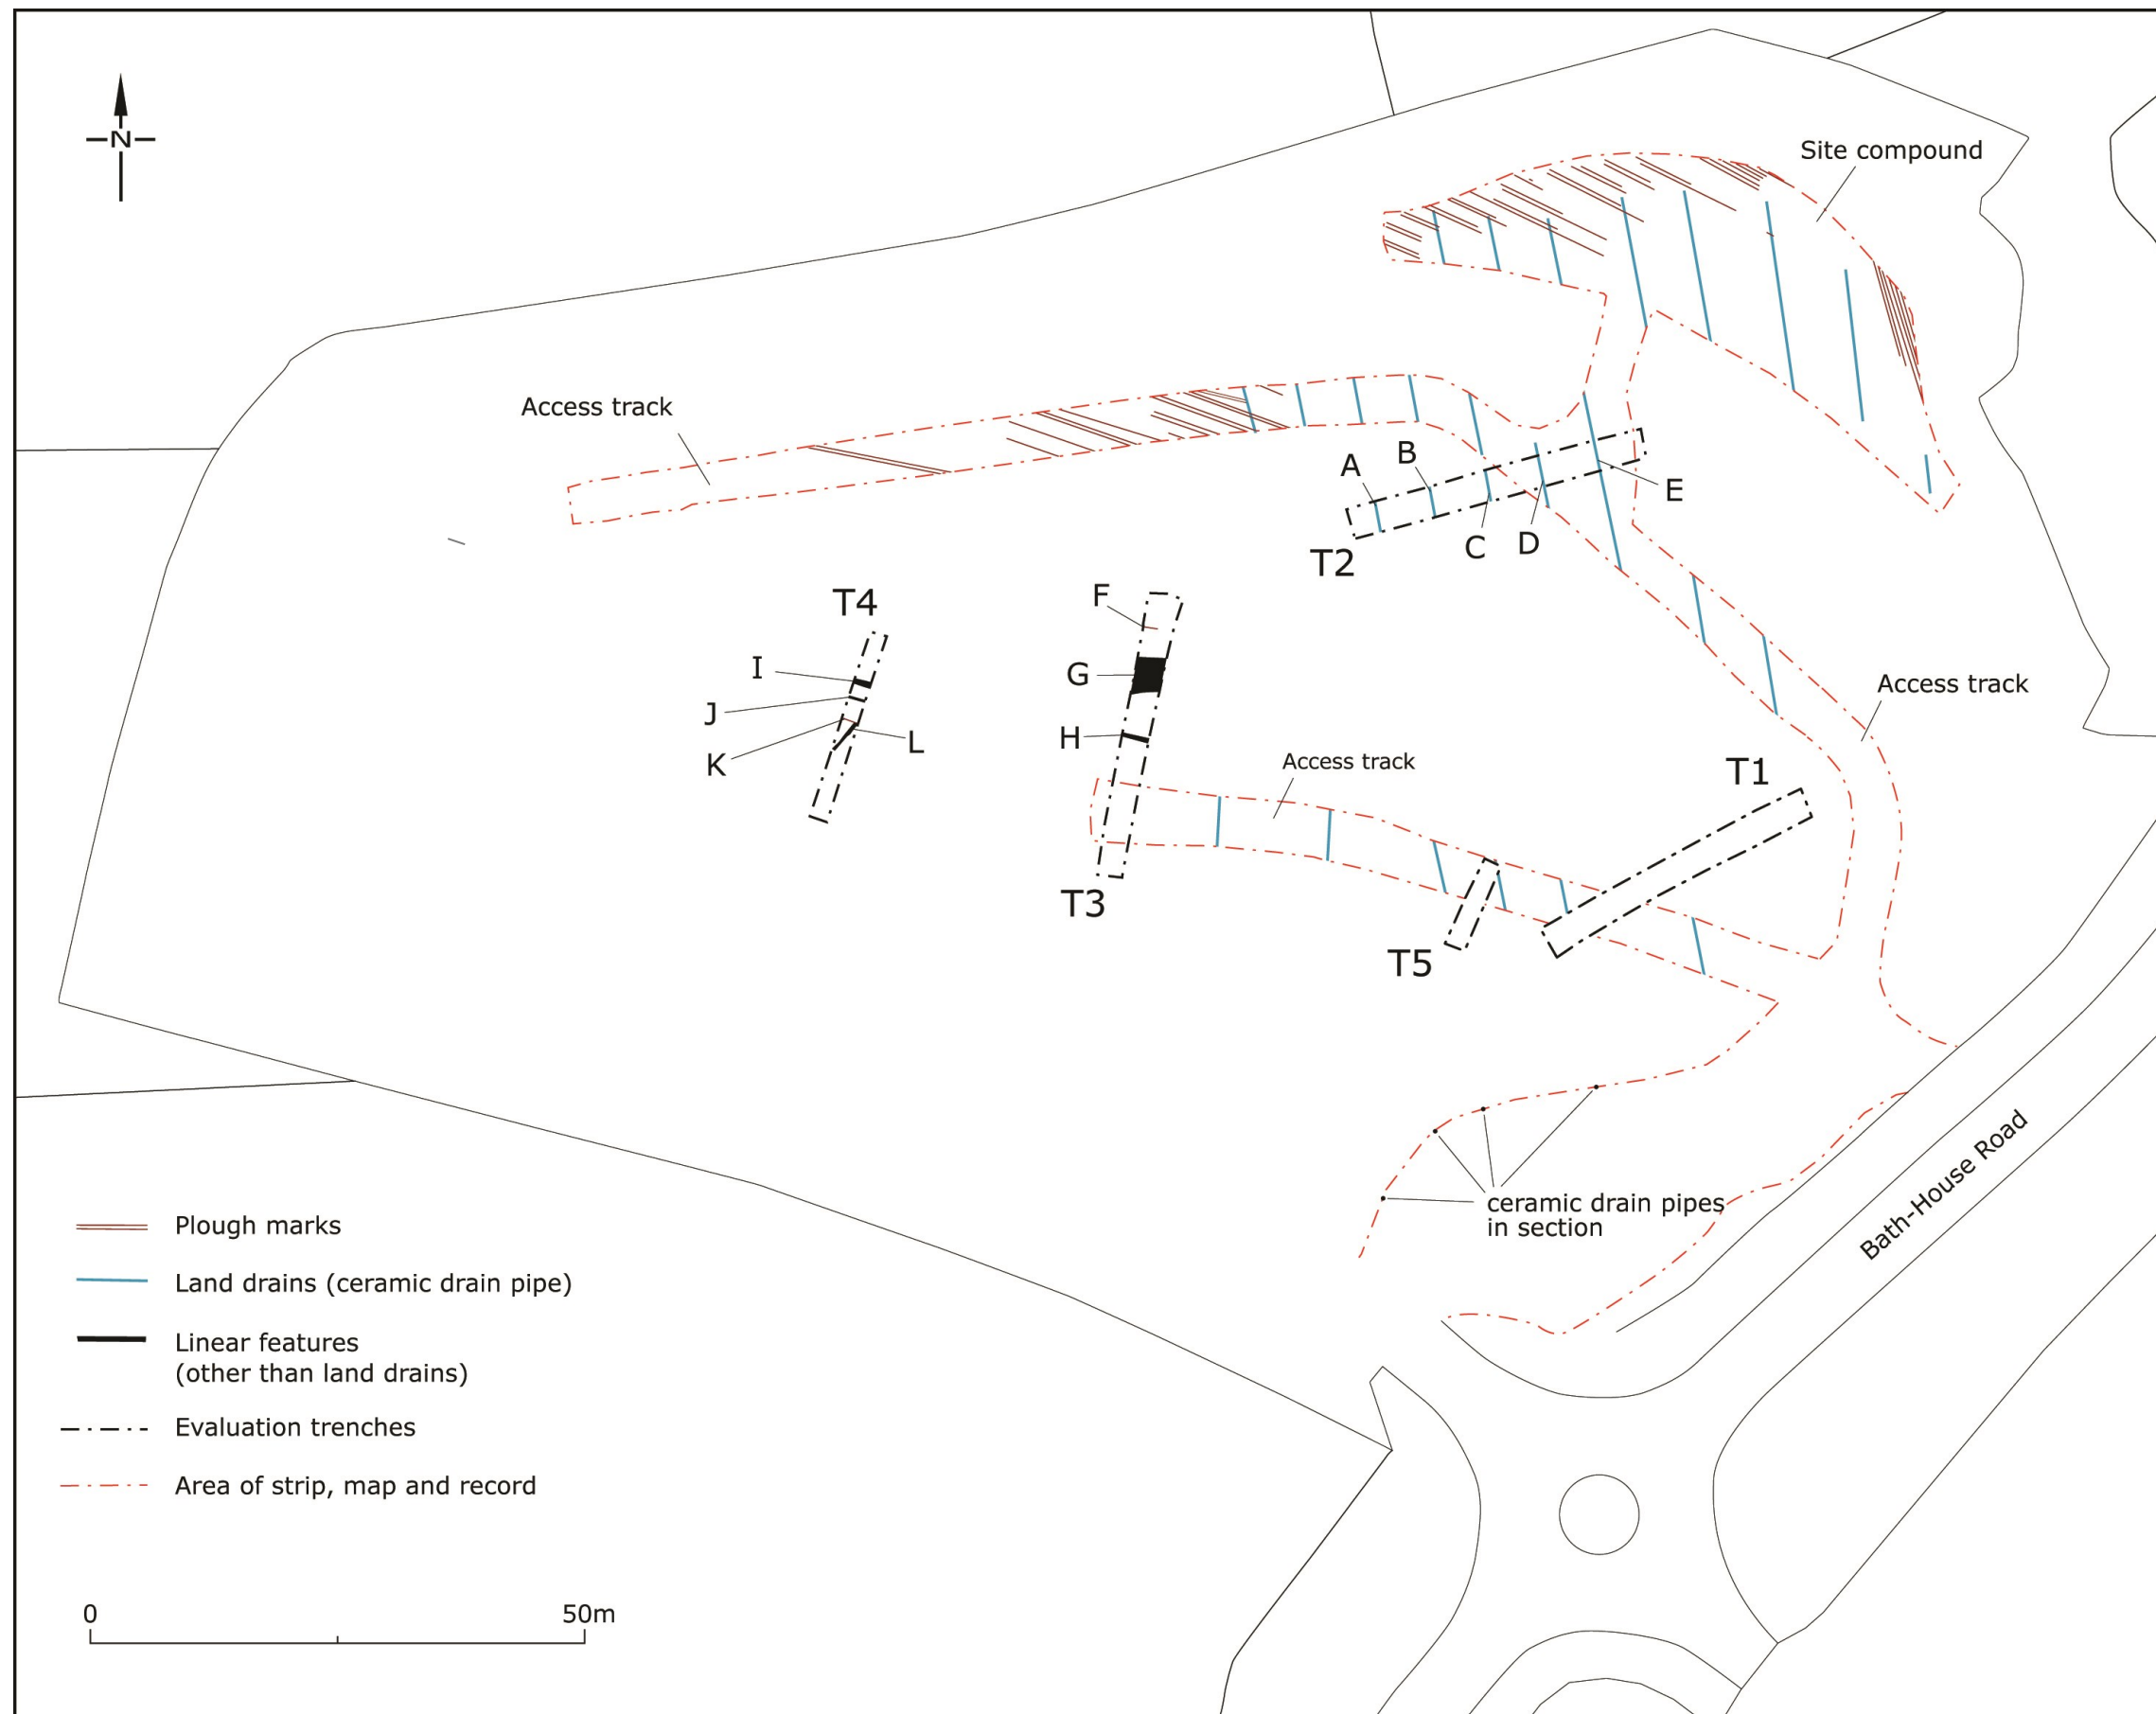 N
Site compound
Access track
A
B
E
C
D
T2
T4
F
I
G
J
H
L
K
Access track
Access track
T1
T3
T5
ceramic drain pipes
in section
Bath-House Road
Plough marks
Land drains (ceramic drain pipe)
Linear features
(other than land drains)
Evaluation trenches
Area of strip, map and record
0
50m